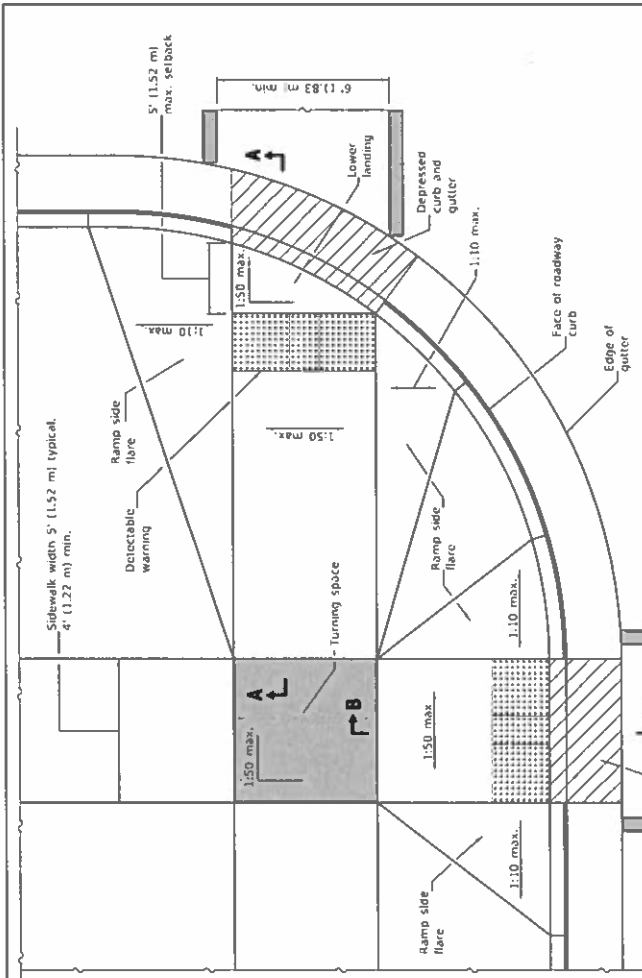 Sidewalk width 5' (1.52 m) typical.
4' (1.22 m) min.
5' (1.52 m)
max. setback
6' (1.83 m) min.
A
Lower
landing
Depressed
curb and
gutter
1:10 max.
Face of roadway
curb
Edge of
gutter
1:50 max.
1:10 max.
Ramp side
flare
Detectable
warning
1:50 max.
Turning space
Ramp side
flare
1:10 max.
A
B
1:50 max.
1:50 max
Ramp side
flare
1:10 max.